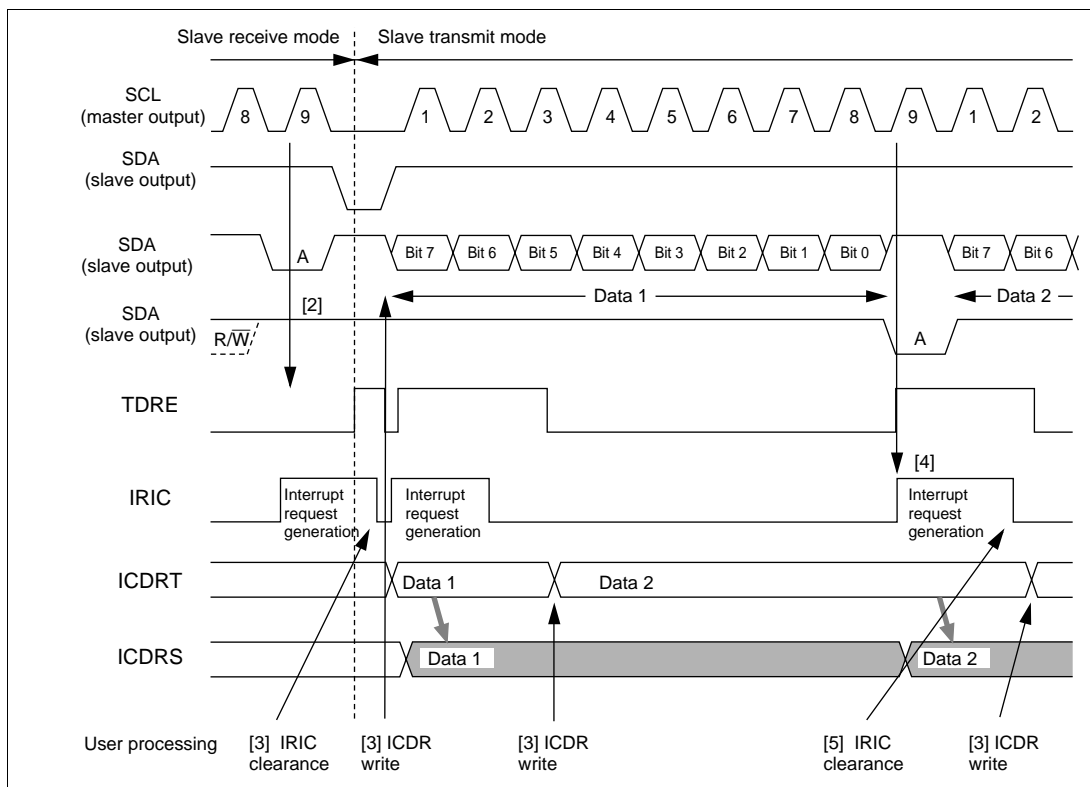 Slave receive mode Slave transmit mode
SCL
(master output)
8 9 1 2 3 4 5 6 7 8 9 1 2
SDA
(slave output)
SDA
(slave output)
A Bit 7 Bit 6 Bit 5 Bit 4 Bit 3 Bit 2 Bit 1 Bit 0 Bit 7 Bit 6
[2] Data 1 Data 2
SDA
(slave output)
R/W̅ A
TDRE
[4]
IRIC
Interrupt
request
generation
Interrupt
request
generation
Interrupt
request
generation
ICDRT
Data 1 Data 2
ICDRS
Data 1 Data 2
User processing
[3] IRIC
clearance
[3] ICDR
write
[3] ICDR
write
[5] IRIC
clearance
[3] ICDR
write